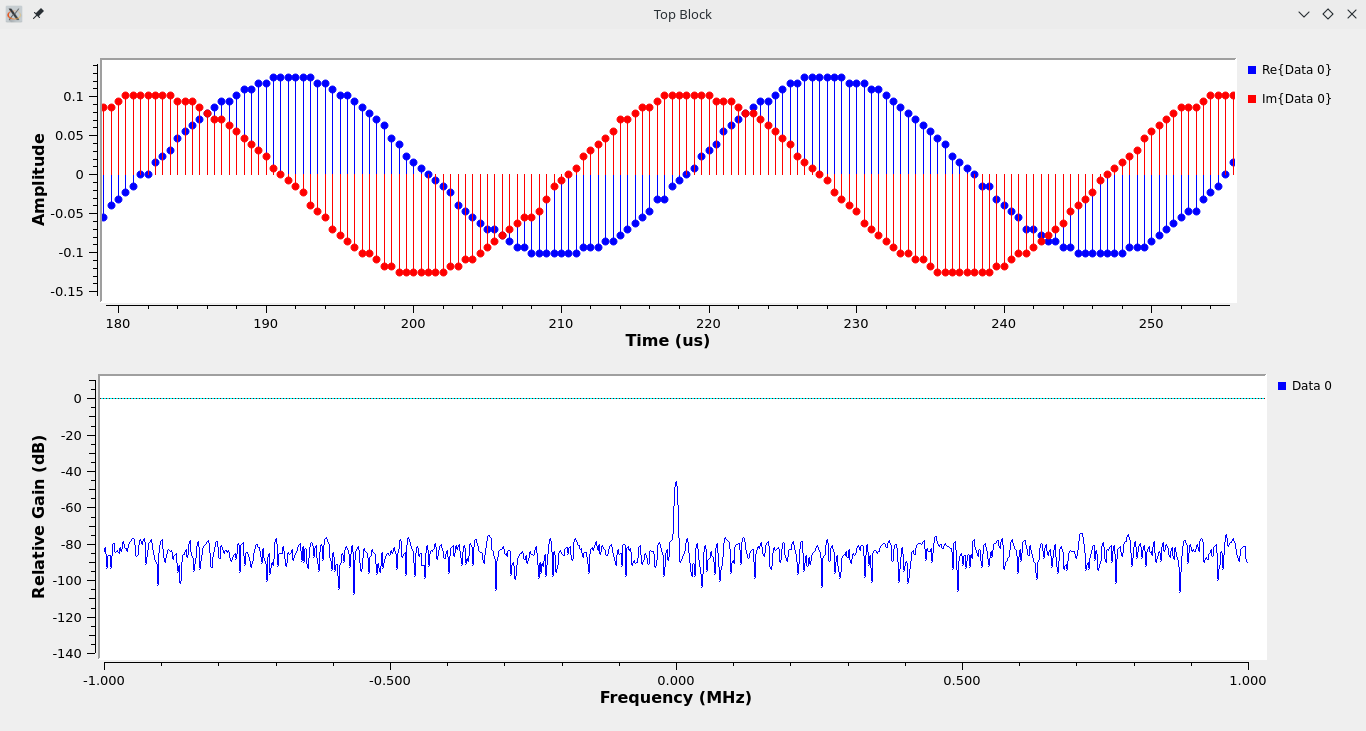 Top Block
Re{Data 0}
Im{Data 0}
Amplitude
0.1
0.05
0
-0.05
-0.1
-0.15
180 190 200 210 220 230 240 250
Time (us)
Data 0
Relative Gain (dB)
0
-20
-40
-60
-80
-100
-120
-140
-1.000 -0.500 0.000 0.500 1.000
Frequency (MHz)